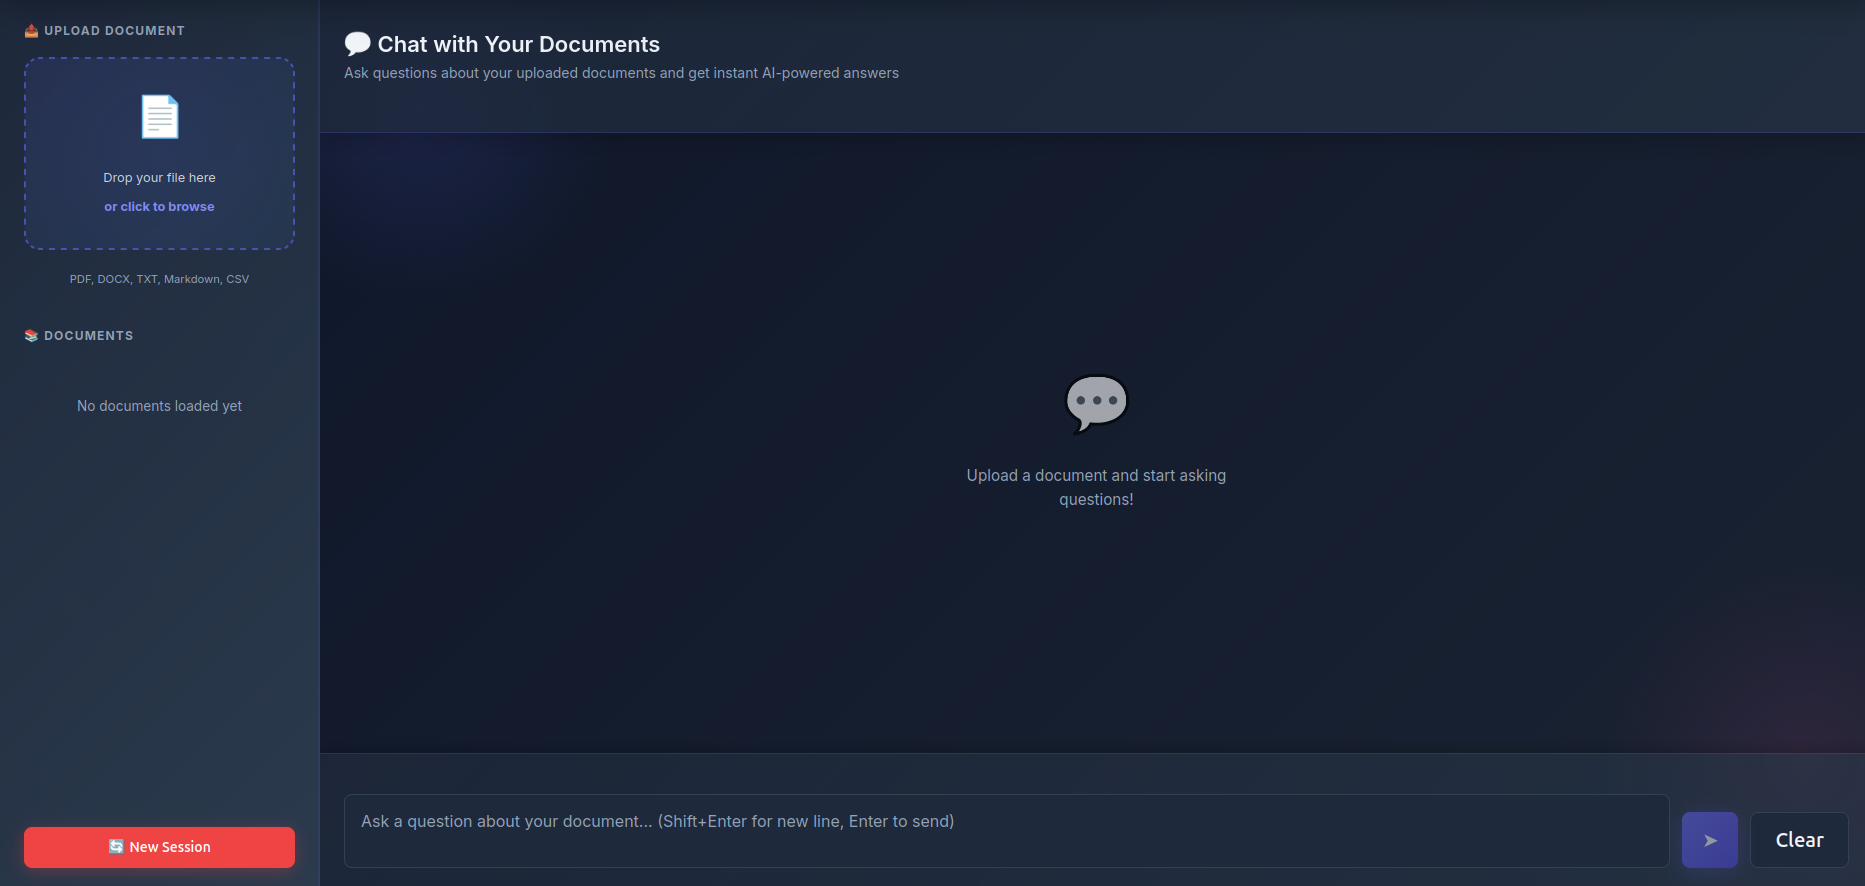 UPLOAD DOCUMENT
Drop your file here
or click to browse
PDF, DOCX, TXT, Markdown, CSV
DOCUMENTS
No documents loaded yet
New Session
Chat with Your Documents
Ask questions about your uploaded documents and get instant AI-powered answers
Upload a document and start asking
questions!
Ask a question about your document... (Shift+Enter for new line, Enter to send)
Clear